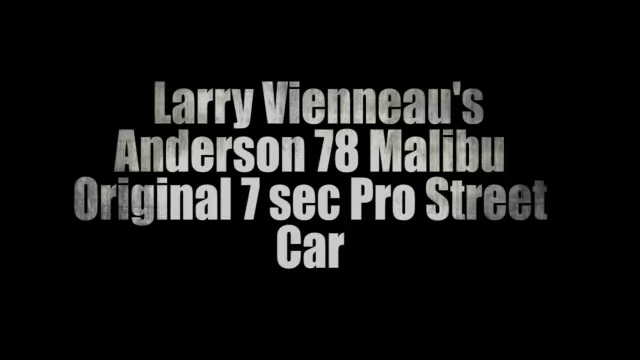 Larry Vienneau's
Anderson 78 Malibu
Original 7 sec Pro Street
Car